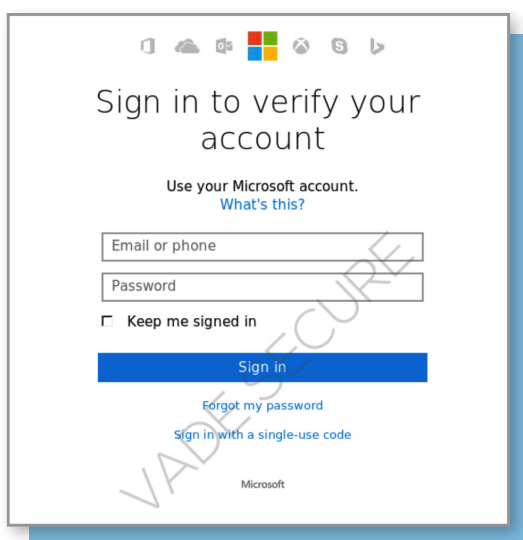 Sign in to verify your
account
Use your Microsoft account.
What's this?
Email or phone
Password
Keep me signed in
Sign in
Forgot my password
Sign in with a single-use code
Microsoft
VADE SECURE